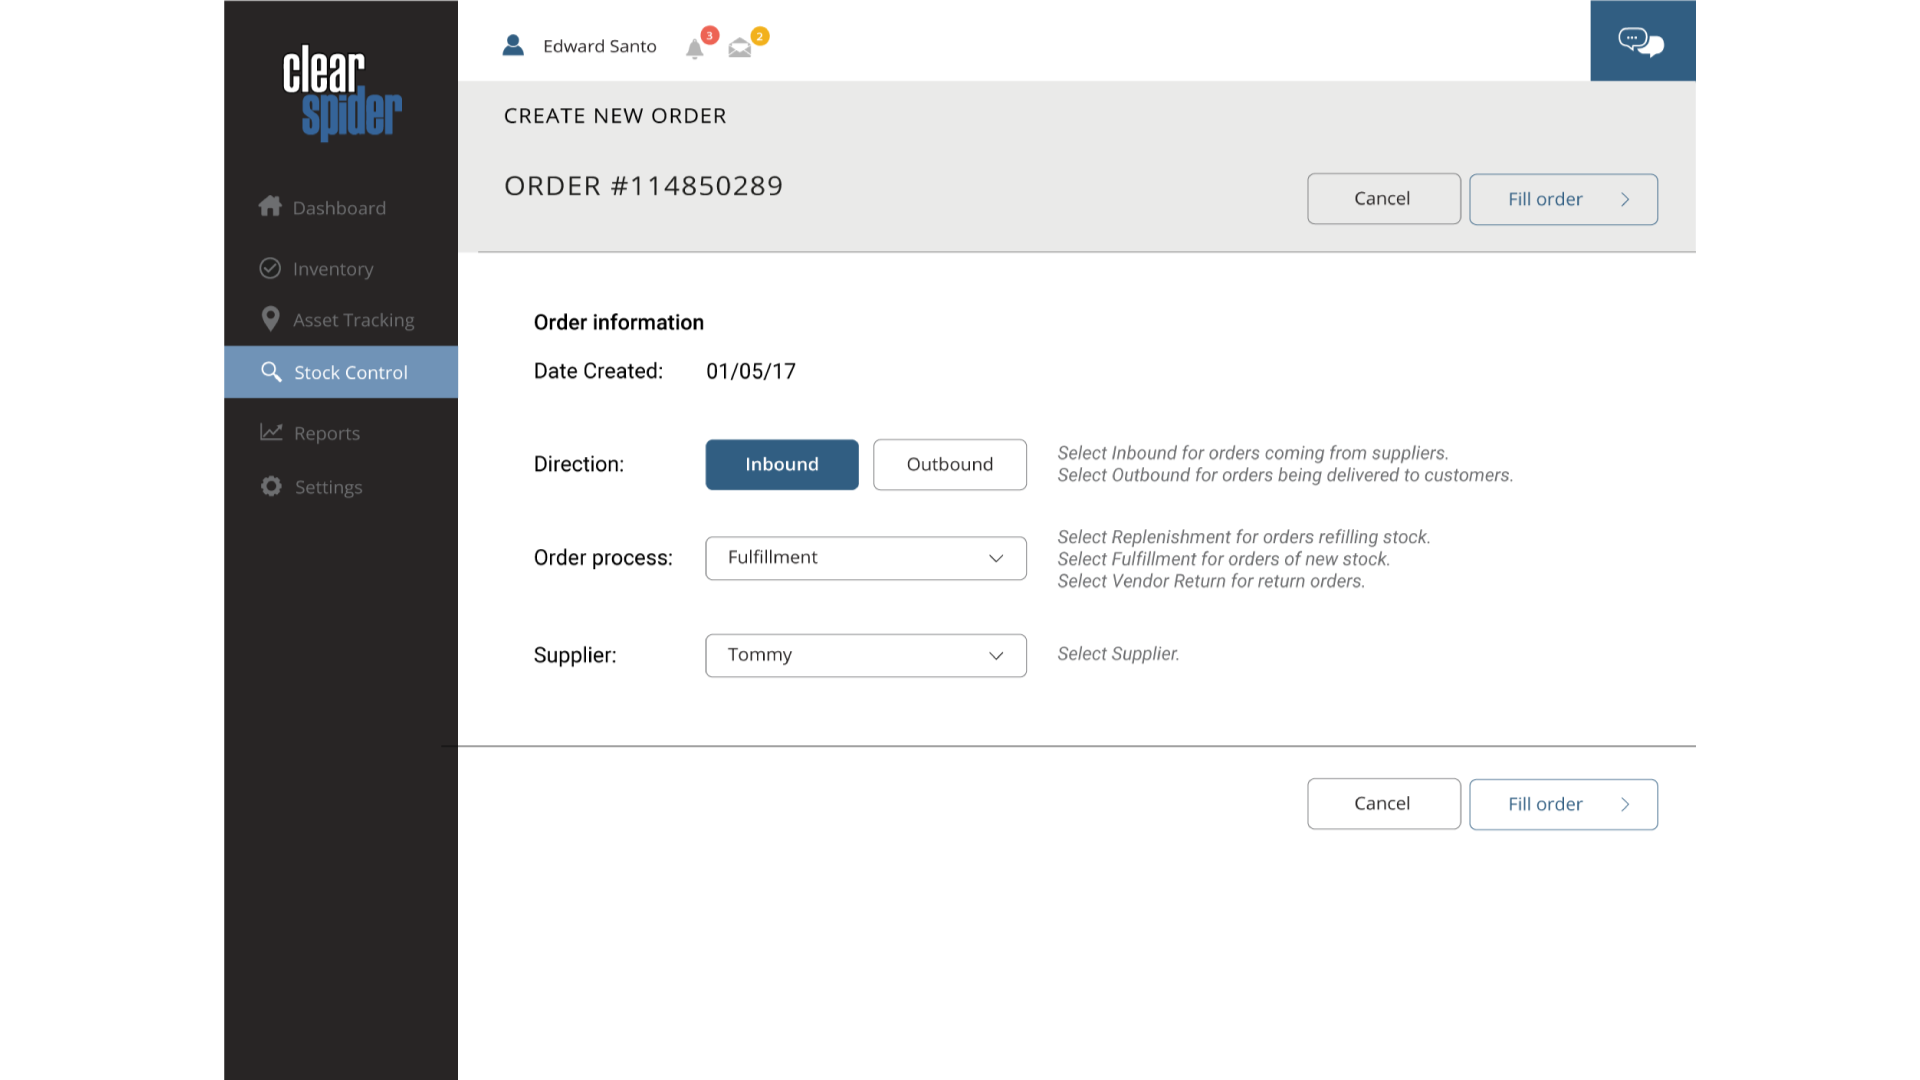 clear
spider
Dashboard
Inventory
Asset Tracking
Stock Control
Reports
Settings
Edward Santo
3
2
CREATE NEW ORDER
ORDER #114850289
Cancel
Fill order
Order information
Date Created: 01/05/17
Direction:
Inbound
Outbound
Select Inbound for orders coming from suppliers.
Select Outbound for orders being delivered to customers.
Order process:
Fulfillment
Select Replenishment for orders refilling stock.
Select Fulfillment for orders of new stock.
Select Vendor Return for return orders.
Supplier:
Tommy
Select Supplier.
Cancel
Fill order